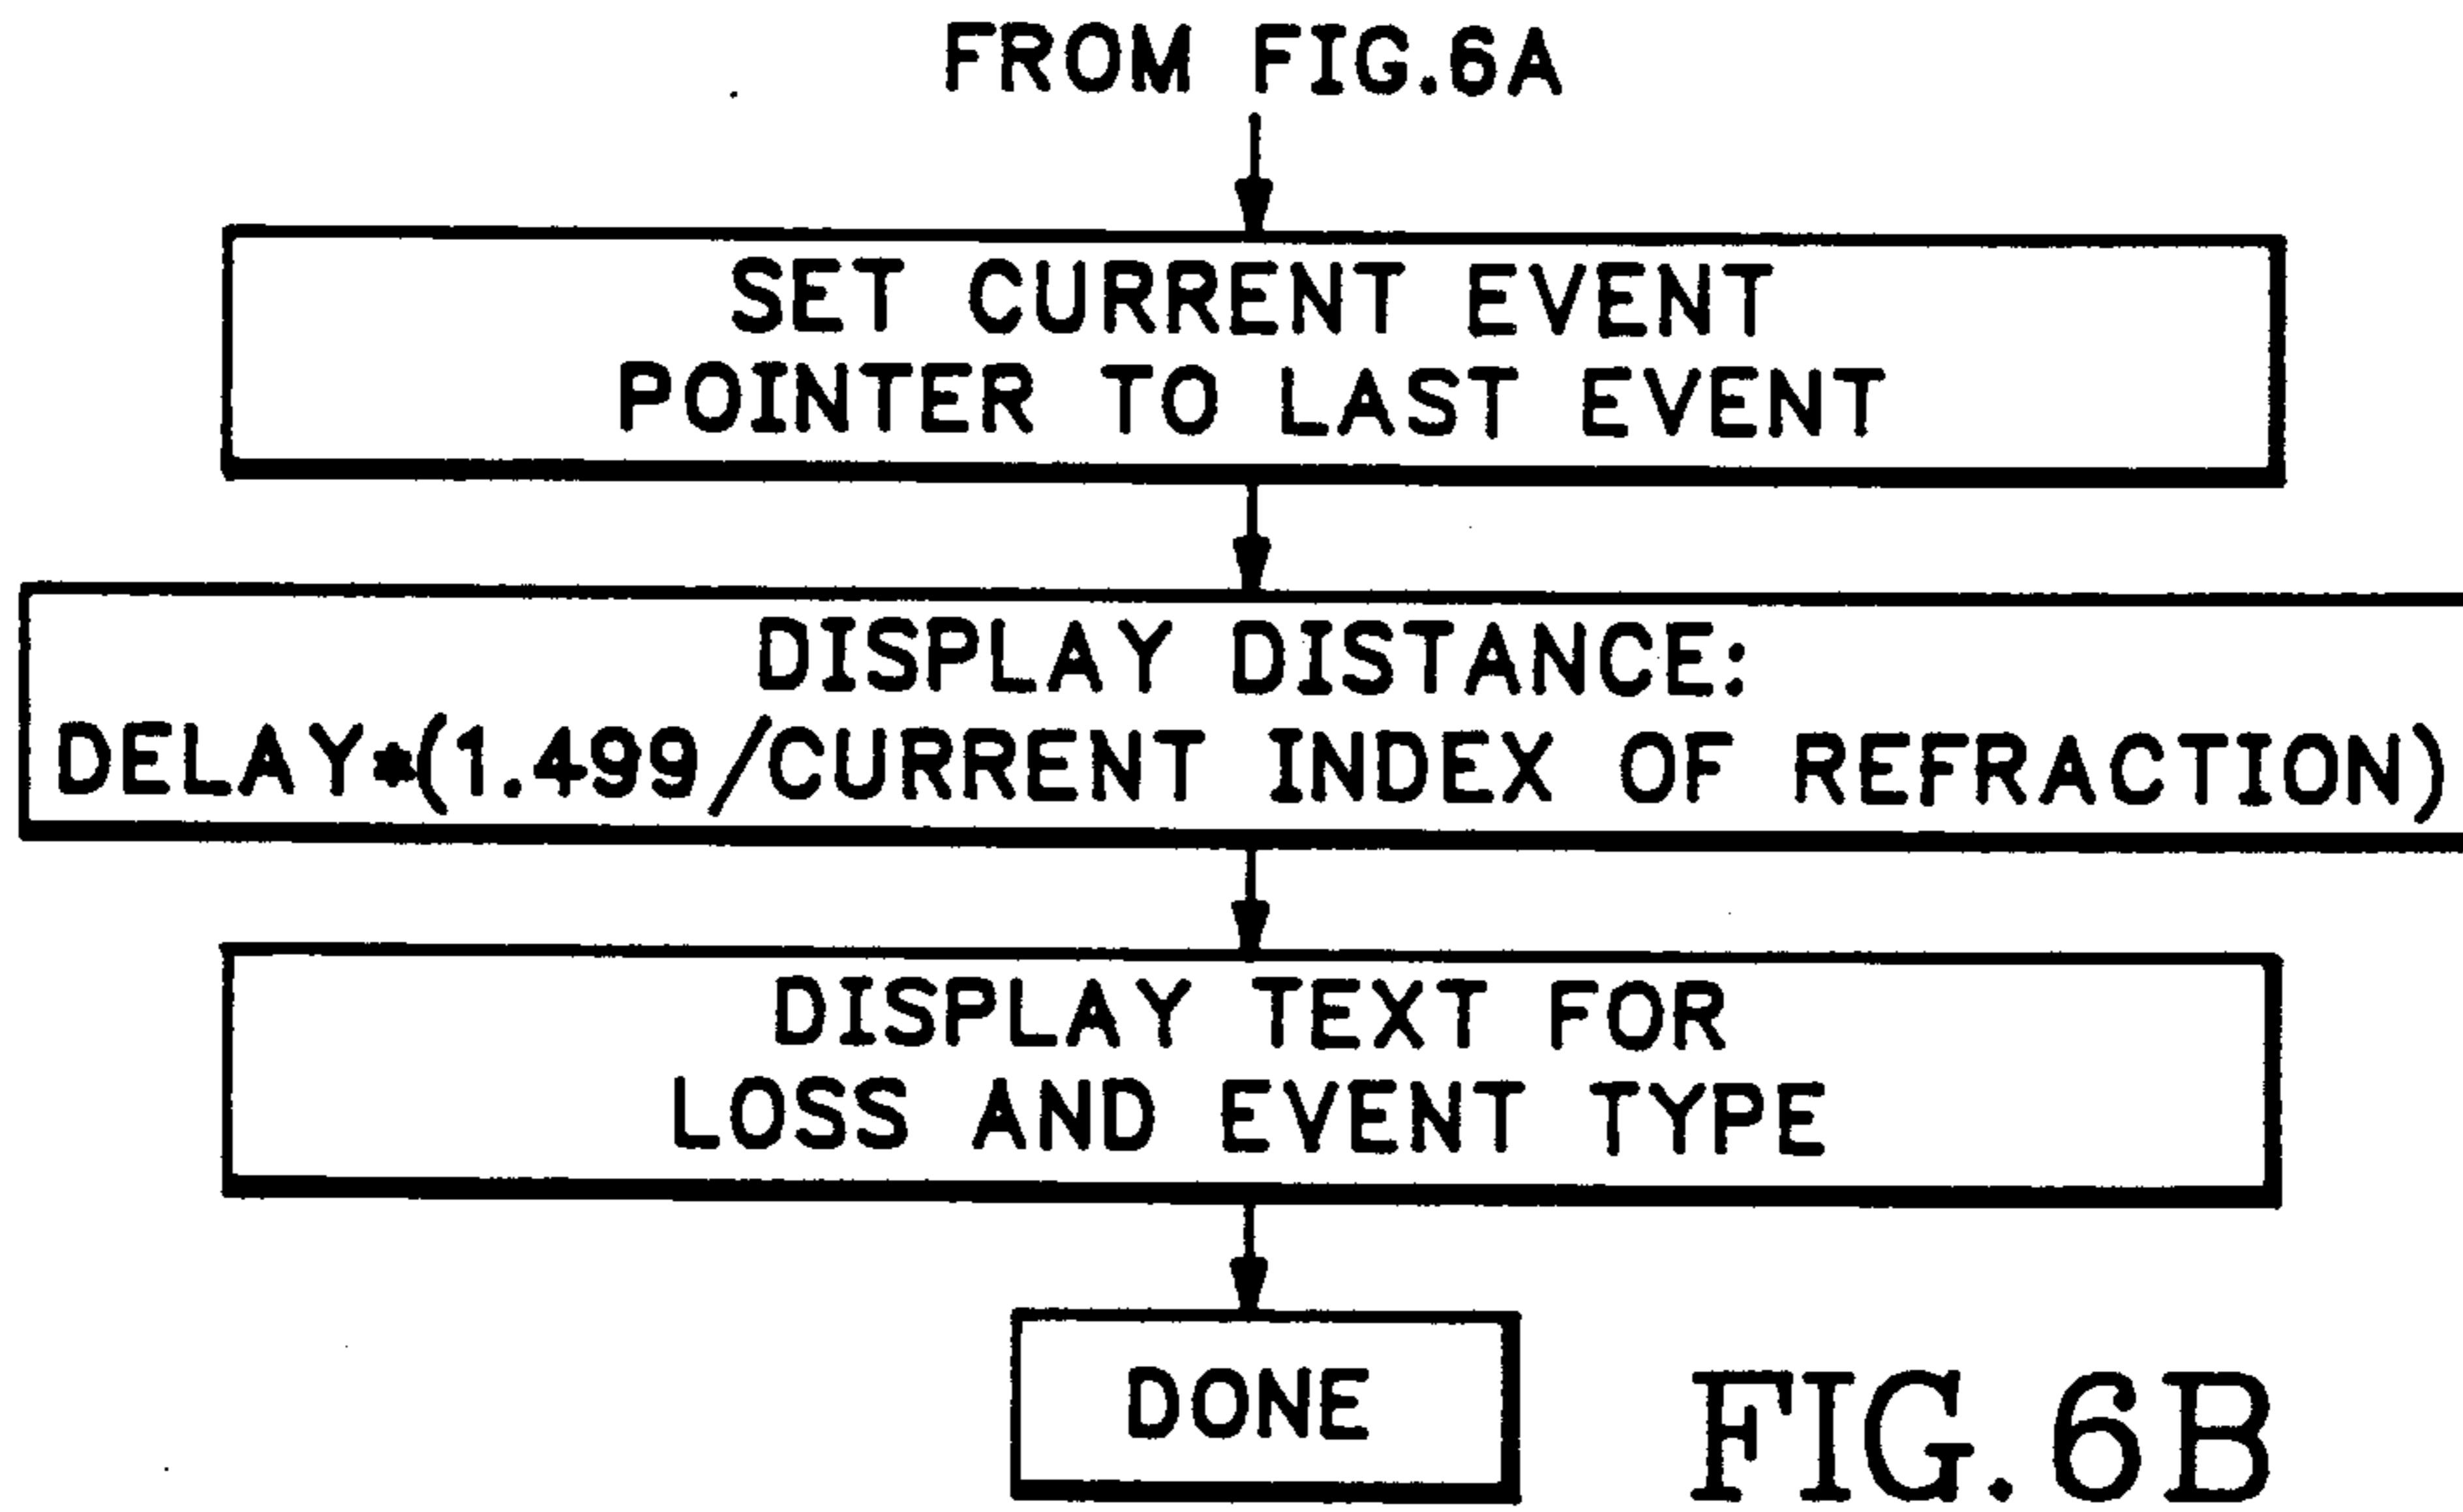 FROM FIG.6A
SET CURRENT EVENT
POINTER TO LAST EVENT
DISPLAY DISTANCE:
DELAY*(1.499/CURRENT INDEX OF REFRACTION)
DISPLAY TEXT FOR
LOSS AND EVENT TYPE
DONE
FIG. 6B